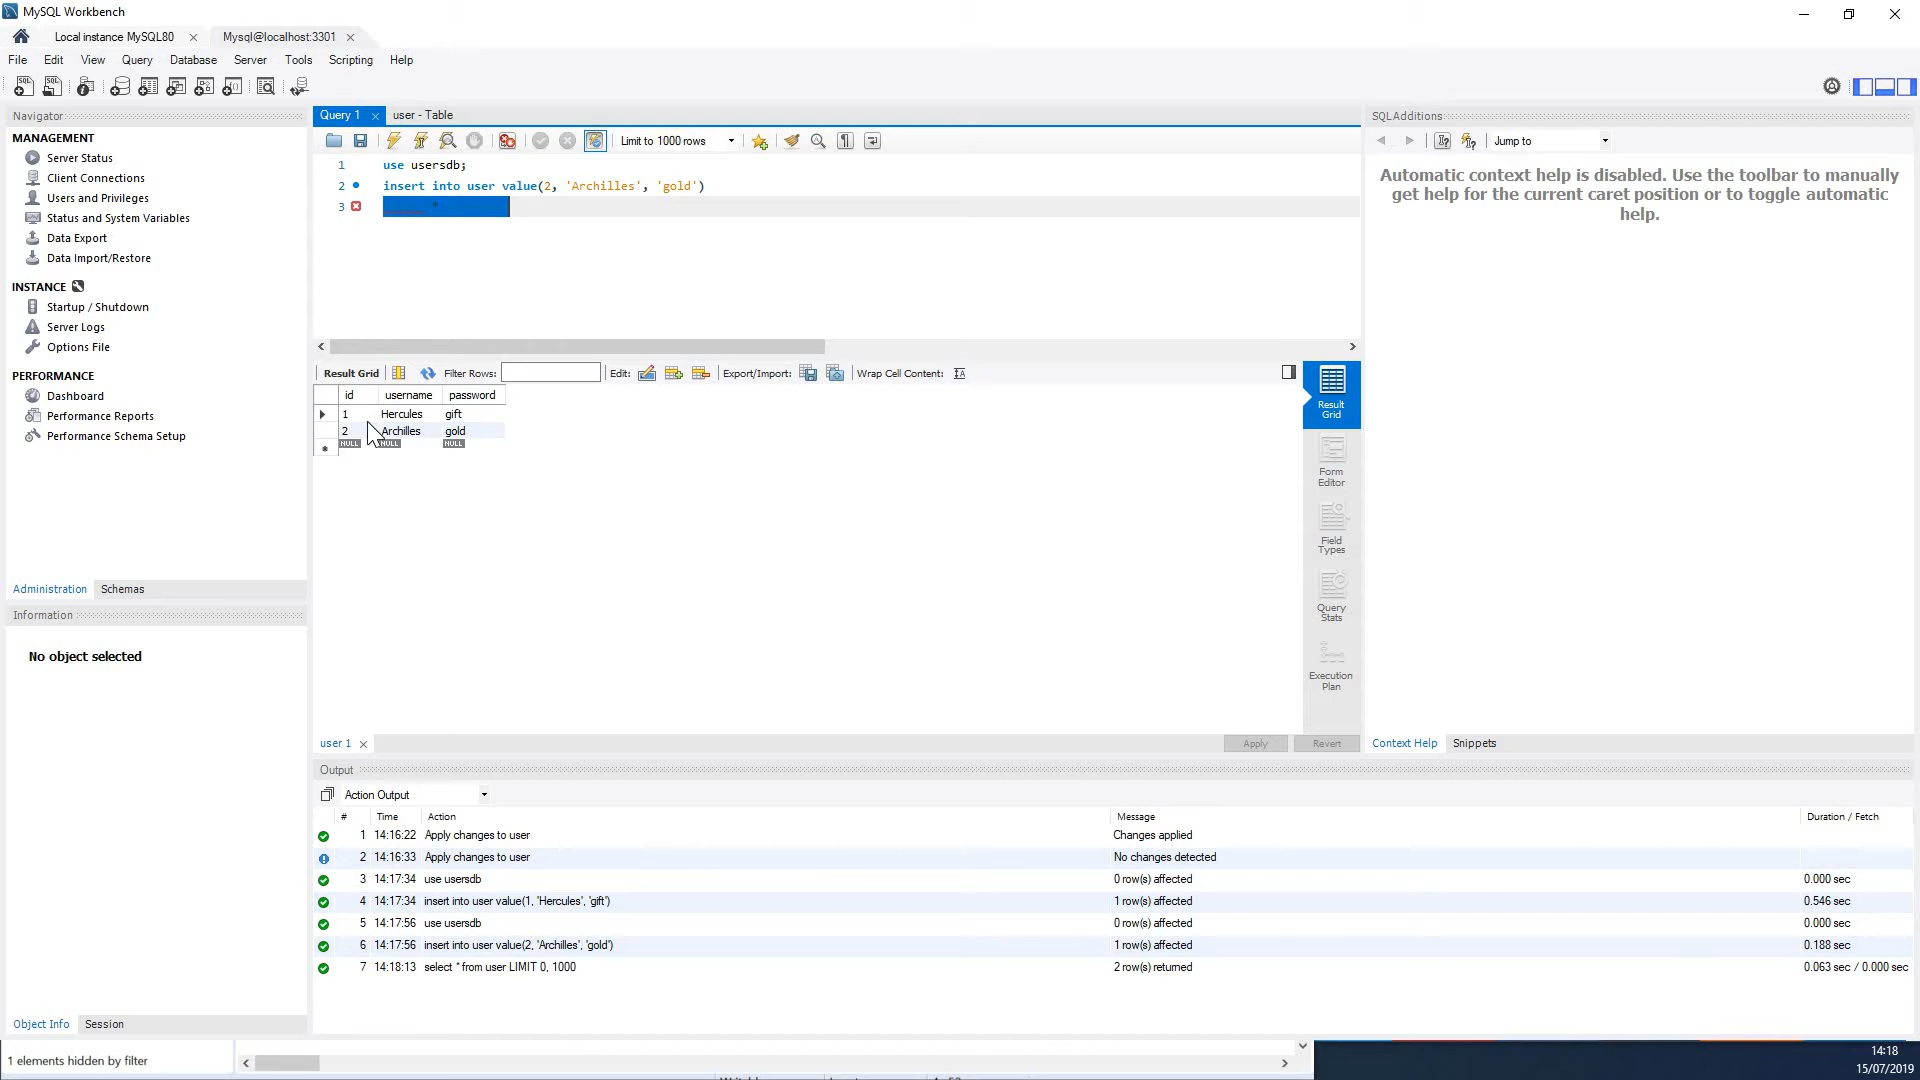 MySQL Workbench
Local instance MySQL80
Mysql@localhost:3301
File Edit View Query Database Server Tools Scripting Help
Navigator
MANAGEMENT
Server Status
Client Connections
Users and Privileges
Status and System Variables
Data Export
Data Import/Restore
INSTANCE
Startup / Shutdown
Server Logs
Options File
PERFORMANCE
Dashboard
Performance Reports
Performance Schema Setup
Administration Schemas
Information
No object selected
Object Info Session
1 elements hidden by filter
Query 1 user - Table
Limit to 1000 rows
1 use usersdb;
2 insert into user value(2, 'Archilles', 'gold')
3 *
Result Grid Filter Rows: Edit: Export/Import: Wrap Cell Content:
id username password
1 Hercules gift
2 Archilles gold
NULL NULL NULL
Result Grid
Form Editor
Field Types
Query Stats
Execution Plan
user 1 Apply Revert
SQLAdditions
Jump to
Automatic context help is disabled. Use the toolbar to manually
get help for the current caret position or to toggle automatic
help.
Context Help Snippets
Output
Action Output
# Time Action Message Duration / Fetch
1 14:16:22 Apply changes to user Changes applied
2 14:16:33 Apply changes to user No changes detected
3 14:17:34 use usersdb 0 row(s) affected 0.000 sec
4 14:17:34 insert into user value(1, 'Hercules', 'gift') 1 row(s) affected 0.546 sec
5 14:17:56 use usersdb 0 row(s) affected 0.000 sec
6 14:17:56 insert into user value(2, 'Archilles', 'gold') 1 row(s) affected 0.188 sec
7 14:18:13 select * from user LIMIT 0, 1000 2 row(s) returned 0.063 sec / 0.000 sec
14:18
15/07/2019